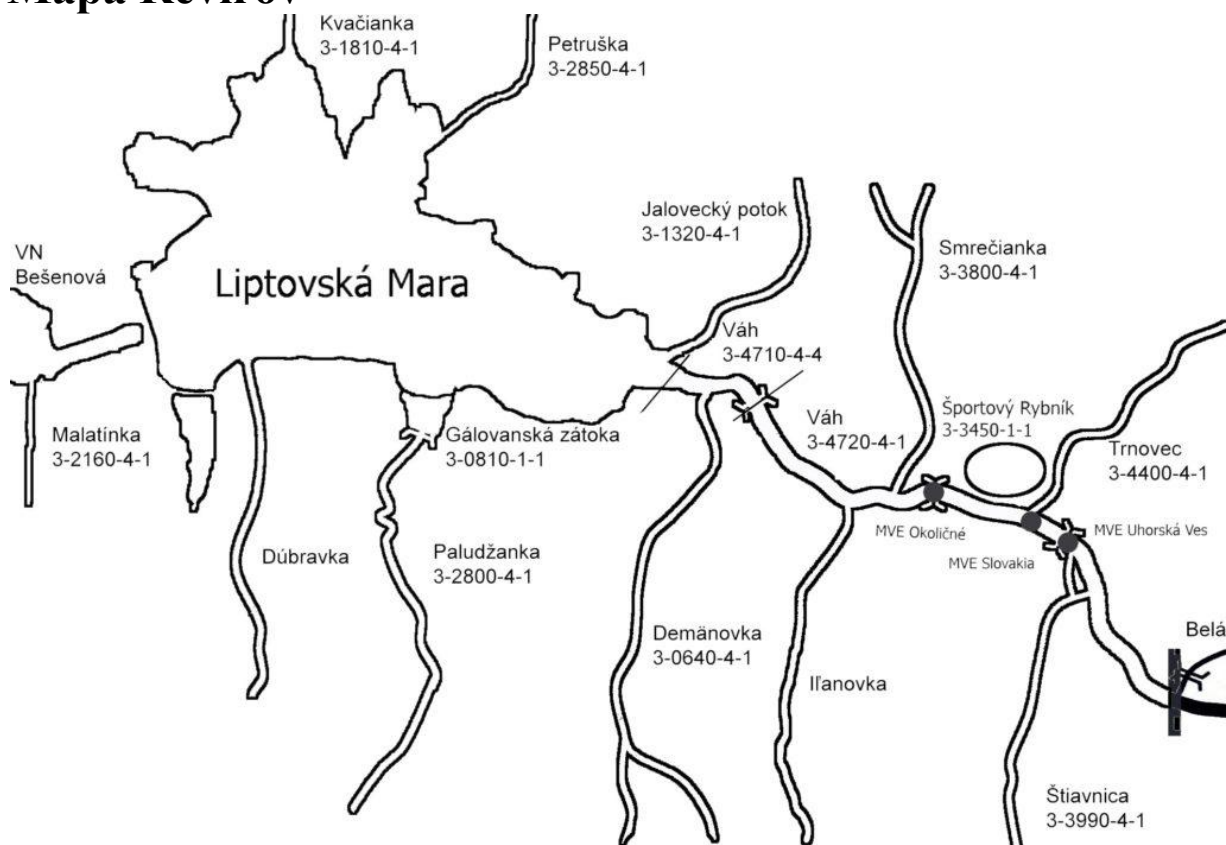 Mapa Revírov
Kvačianka
3-1810-4-1
Petruška
3-2850-4-1
Jalovecký potok
3-1320-4-1
Smrečianka
3-3800-4-1
VN
Bešenová
Liptovská Mara
Váh
3-4710-4-4
Malatínka
3-2160-4-1
Gálovanská zátoka
3-0810-1-1
Váh
3-4720-4-1
Športový Rybník
3-3450-1-1
Trnovec
3-4400-4-1
MVE Okoličné
MVE Uhorská Ves
MVE Slovakia
Dúbravka
Paludžanka
3-2800-4-1
Demänovka
3-0640-4-1
Iľanovka
Belá
Štiavnica
3-3990-4-1